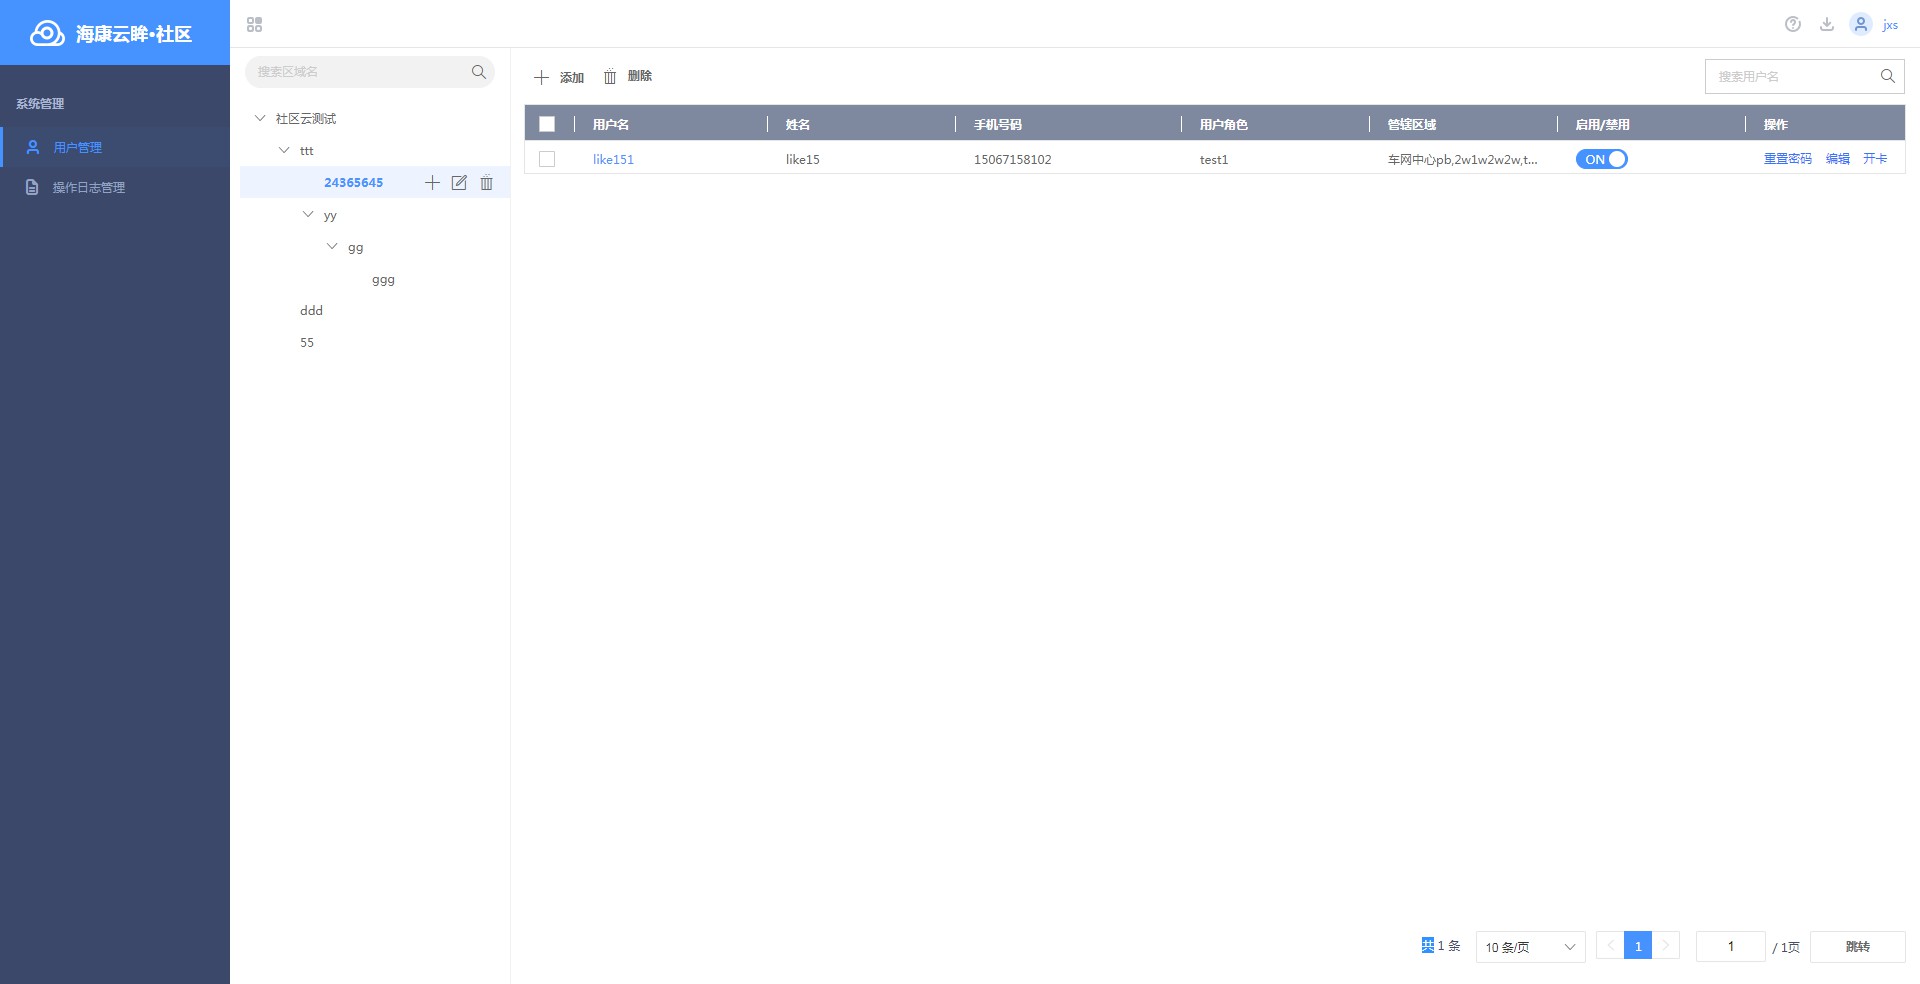 海康云眸·社区
jxs
系统管理
用户管理
操作日志管理
搜索区域名
社区云测试
ttt
24365645
yy
gg
ggg
ddd
55
添加 删除
搜索用户名
用户名 姓名 手机号码 用户角色 管辖区域 启用/禁用 操作
like151 like15 15067158102 test1 车网中心pb,2w1w2w2w,t... ON 重置密码 编辑 开卡
共 1 条 10 条/页 1 1 / 1页 跳转